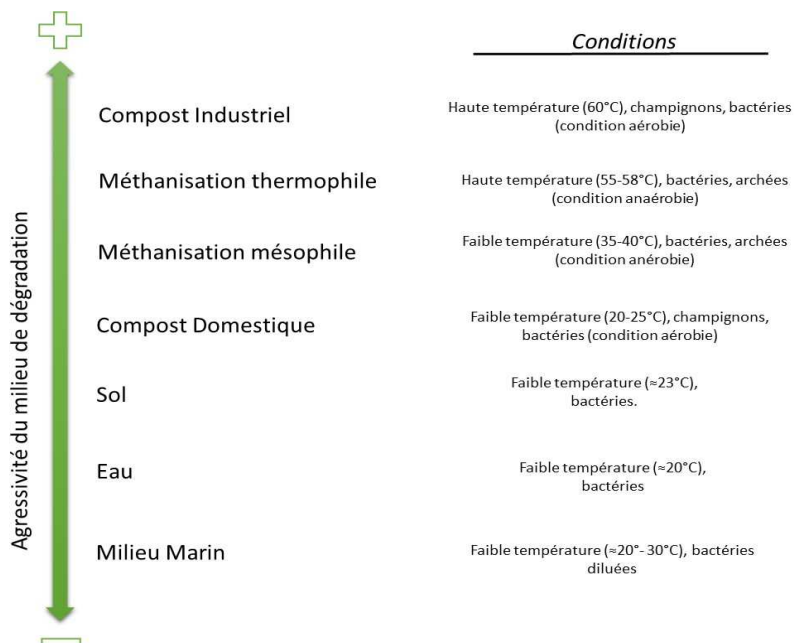 Conditions
Compost Industriel
Haute température (60°C), champignons, bactéries
(condition aérobie)
Méthanisation thermophile
Haute température (55-58°C), bactéries, archées
(condition anaérobie)
Méthanisation mésophile
Faible température (35-40°C), bactéries, archées
(condition anérobie)
Compost Domestique
Faible température (20-25°C), champignons,
bactéries (condition aérobie)
Sol
Faible température (≈23°C),
bactéries.
Eau
Faible température (≈20°C),
bactéries
Milieu Marin
Faible température (≈20°- 30°C), bactéries
diluées
Agressivité du milieu de dégradation